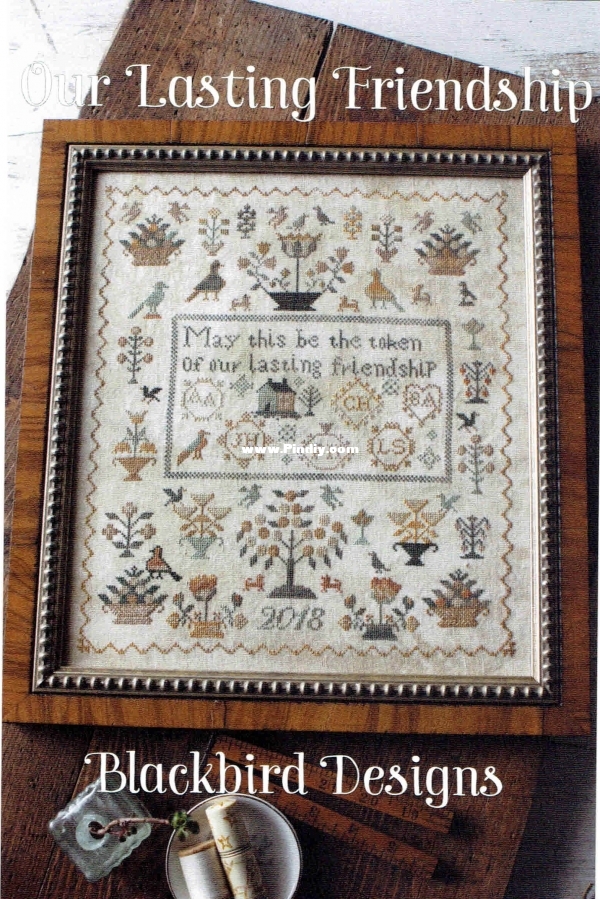 Our Lasting Friendship
May this be the token
of our lasting friendship
AA
CH
8A
JH
LS
www.Pindiy.com
2018
Blackbird Designs